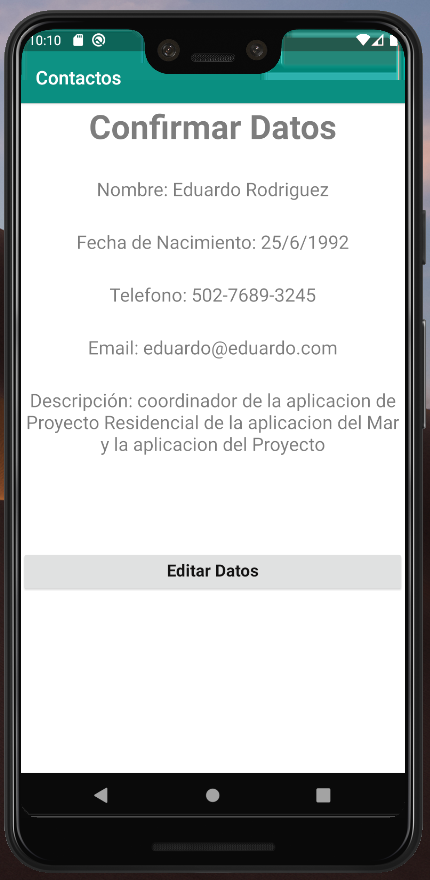 10:10
Contactos
Confirmar Datos
Nombre: Eduardo Rodriguez
Fecha de Nacimiento: 25/6/1992
Telefono: 502-7689-3245
Email: eduardo@eduardo.com
Descripción: coordinador de la aplicacion de
Proyecto Residencial de la aplicacion del Mar
y la aplicacion del Proyecto
Editar Datos